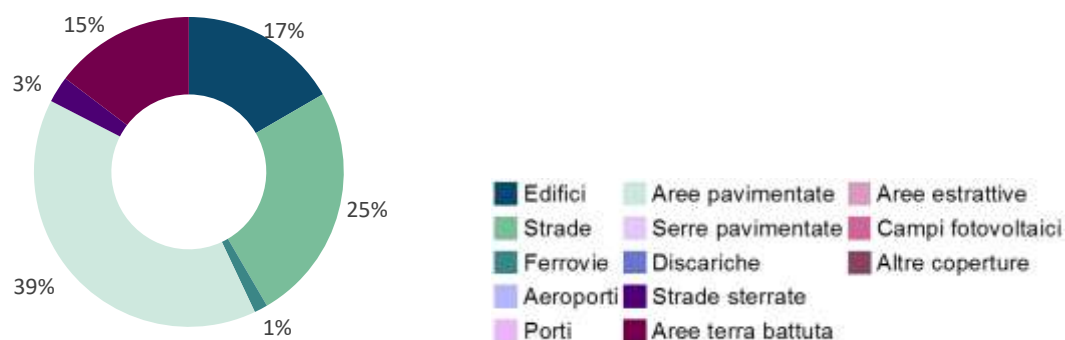 15%
17%
3%
25%
39%
1%
Edifici
Strade
Ferrovie
Aeroporti
Porti
Aree pavimentate
Serre pavimentate
Discariche
Strade sterrate
Aree terra battuta
Aree estrattive
Campi fotovoltaici
Altre coperture